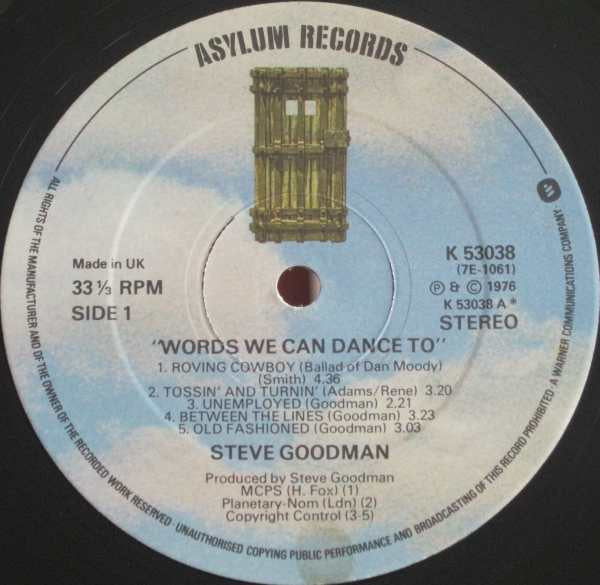 ASYLUM RECORDS
Made in UK
33 ⅓ RPM
SIDE 1
K 53038
(7E-1061)
Ⓟ & © 1976
K 53038 A*
STEREO
"WORDS WE CAN DANCE TO"
1. ROVING COWBOY (Ballad of Dan Moody)
(Smith) 4.36
2. TOSSIN' AND TURNIN' (Adams/Rene) 3.20
3. UNEMPLOYED (Goodman) 2.21
4. BETWEEN THE LINES (Goodman) 3.23
5. OLD FASHIONED (Goodman) 3.03
STEVE GOODMAN
Produced by Steve Goodman
MCPS (H. Fox) (1)
Planetary-Nom (Ldn) (2)
Copyright Control (3-5)
ALL RIGHTS OF THE MANUFACTURER AND OF THE OWNER OF THE RECORDED WORK RESERVED · UNAUTHORISED COPYING PUBLIC PERFORMANCE AND BROADCASTING OF THIS RECORD PROHIBITED · A WARNER COMMUNICATIONS COMPANY·